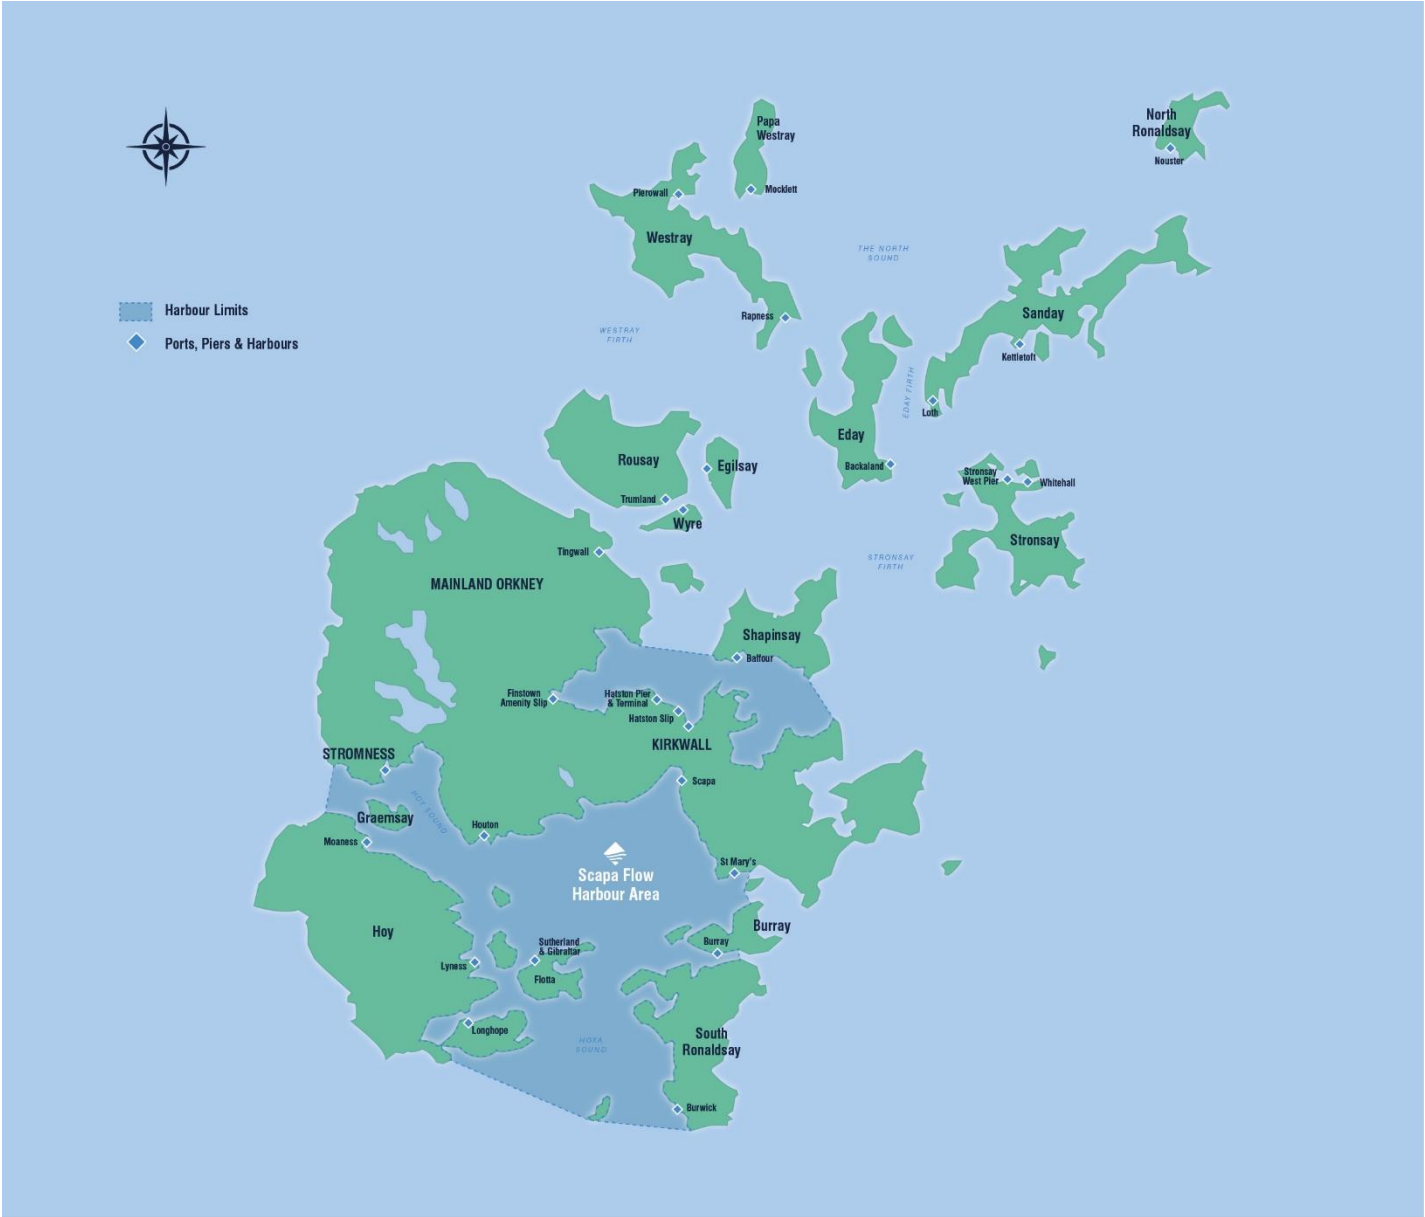 North
Ronaldsay
Nouster
Papa
Westray
Mocklett
Pierowall
Westray
THE NORTH
SOUND
Harbour Limits
Ports, Piers & Harbours
Rapness
WESTRAY
FIRTH
Sanday
Kettletoft
EDAY FIRTH
Loth
Eday
Backaland
Rousay
Egilsay
Trumland
Wyre
Stronsay
West Pier
Whitehall
Stronsay
Tingwall
STRONSAY
FIRTH
MAINLAND ORKNEY
Shapinsay
Balfour
Finstown
Amenity Slip
Hatston Pier
& Terminal
Hatston Slip
KIRKWALL
STROMNESS
Scapa
HOY SOUND
Graemsay
Houton
Moaness
St Mary's
Scapa Flow
Harbour Area
Hoy
Burray
Burray
Sutherland
& Gibraltar
Lyness
Flotta
Longhope
HOXA
SOUND
South
Ronaldsay
Burwick